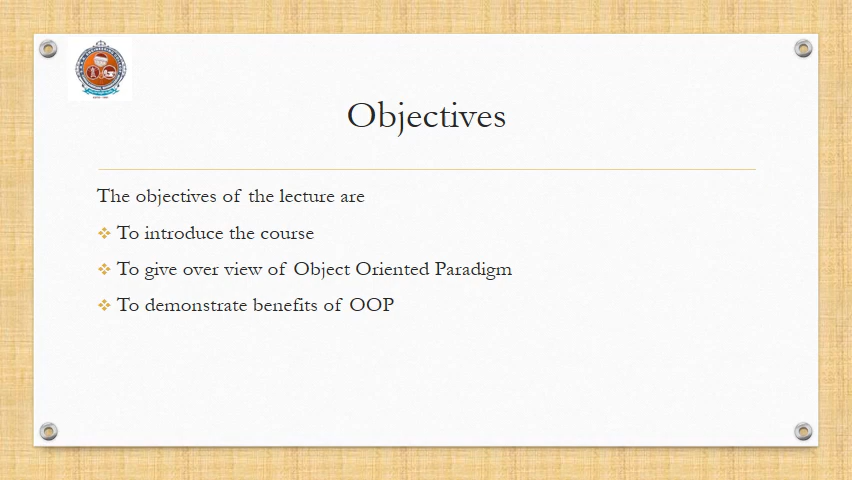 Objectives
The objectives of the lecture are
To introduce the course
To give over view of Object Oriented Paradigm
To demonstrate benefits of OOP